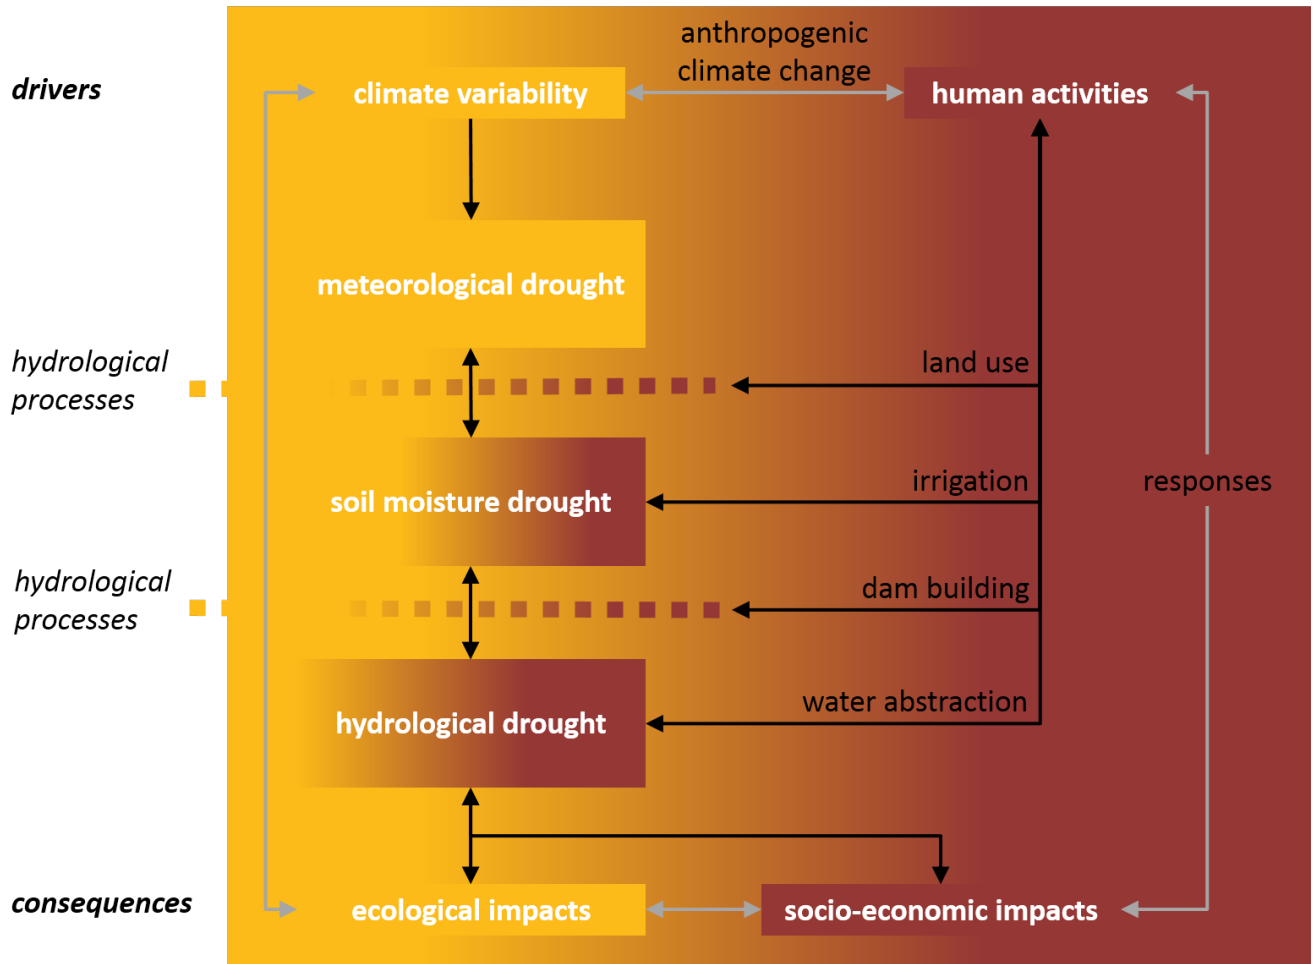 anthropogenic
climate change
drivers
climate variability
human activities
meteorological drought
hydrological
processes
land use
soil moisture drought
irrigation
responses
hydrological
processes
dam building
hydrological drought
water abstraction
consequences
ecological impacts
socio-economic impacts